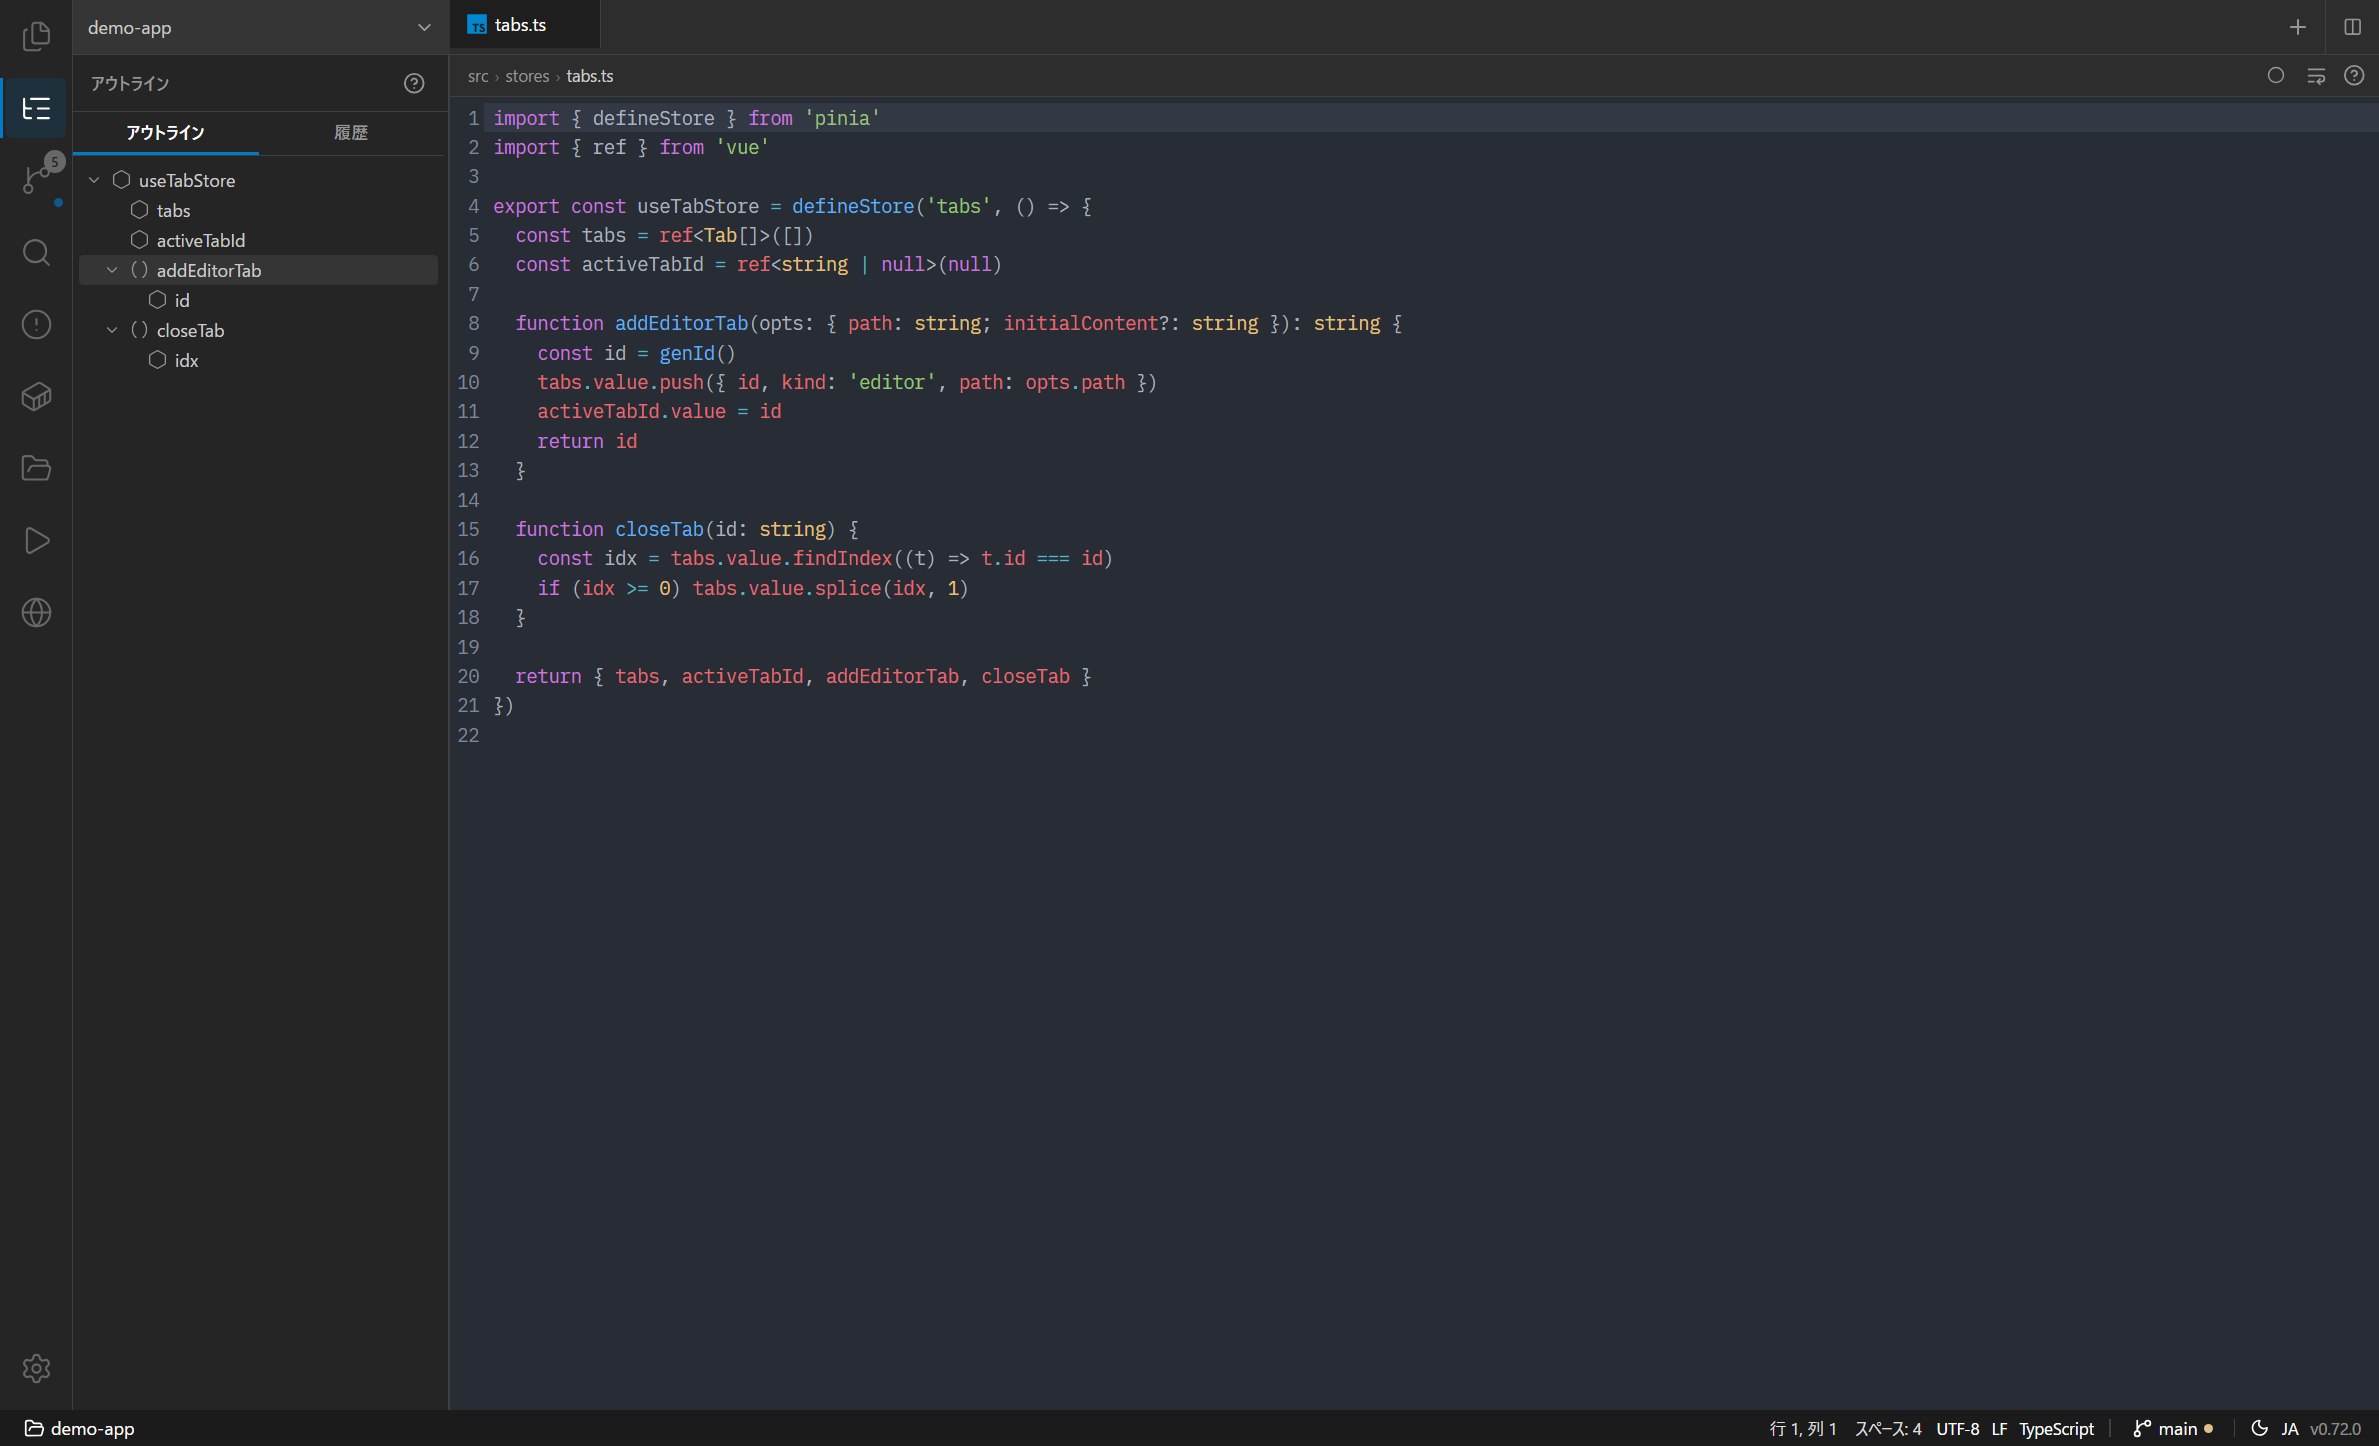 demo-app
TS tabs.ts
アウトライン
src › stores › tabs.ts
アウトライン 履歴
5
useTabStore
tabs
activeTabId
() addEditorTab
id
() closeTab
idx
1 import { defineStore } from 'pinia'
2 import { ref } from 'vue'
3
4 export const useTabStore = defineStore('tabs', () => {
5   const tabs = ref<Tab[]>([])
6   const activeTabId = ref<string | null>(null)
7
8   function addEditorTab(opts: { path: string; initialContent?: string }): string {
9     const id = genId()
10     tabs.value.push({ id, kind: 'editor', path: opts.path })
11     activeTabId.value = id
12     return id
13   }
14
15   function closeTab(id: string) {
16     const idx = tabs.value.findIndex((t) => t.id === id)
17     if (idx >= 0) tabs.value.splice(idx, 1)
18   }
19
20   return { tabs, activeTabId, addEditorTab, closeTab }
21 })
22
demo-app
行 1, 列 1 スペース: 4 UTF-8 LF TypeScript main JA v0.72.0